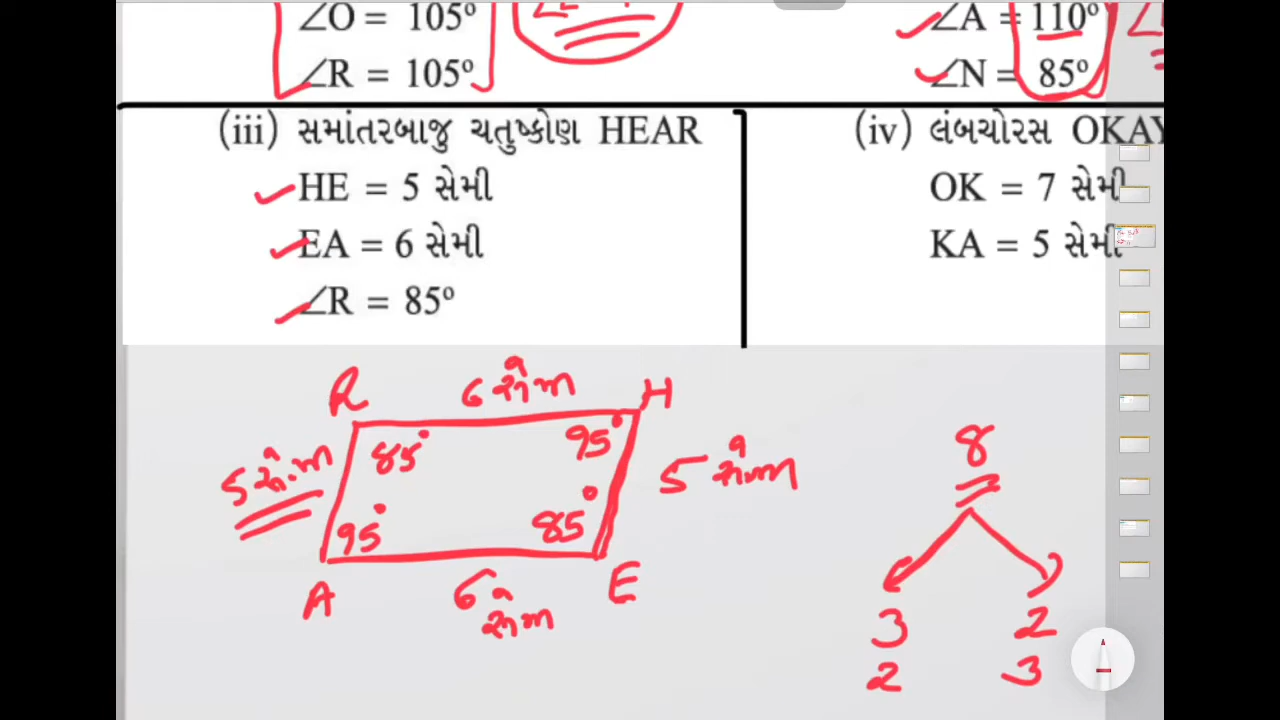 ∠O = 105°
∠R = 105°
∠A = 110°
∠N = 85°
(iii) સમાંતરબાજુ ચતુષ્કોણ HEAR
HE = 5 સેમી
EA = 6 સેમી
∠R = 85°
(iv) લંબચોરસ OKAY
OK = 7 સેમી
KA = 5 સેમી
R 6 સેમી H
85° 95°
5 સે.મી 5 સેમી
95° 85°
A 6 સેમી E
8
3 2
2 3